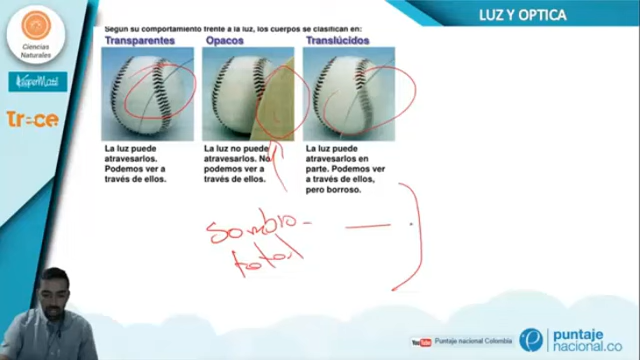 LUZ Y OPTICA
Ciencias
Naturales
Según su comportamiento frente a la luz, los cuerpos se clasifican en:
Transparentes Opacos Translúcidos
La luz puede
atravesarlos.
Podemos ver a
través de ellos.
La luz no puede
atravesarlos. No
podemos ver a
través de ellos.
La luz puede
atravesarlos en
parte. Podemos ver
a través de ellos,
pero borroso.
Sombra
total
YouTube Puntaje nacional Colombia
puntaje
nacional.co